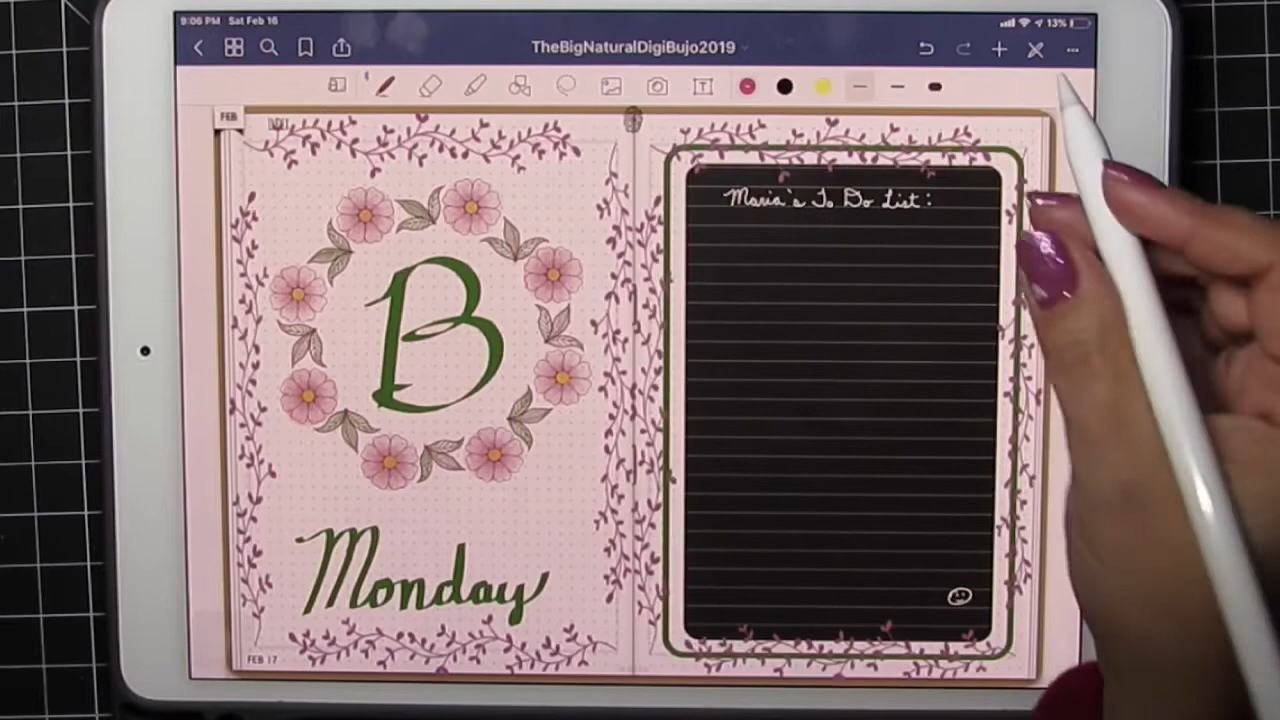 9:06 PM Sat Feb 16
13%
TheBigNaturalDigiBujo2019
T
FEB
B
Monday
FEB 17
Maria's To Do List: